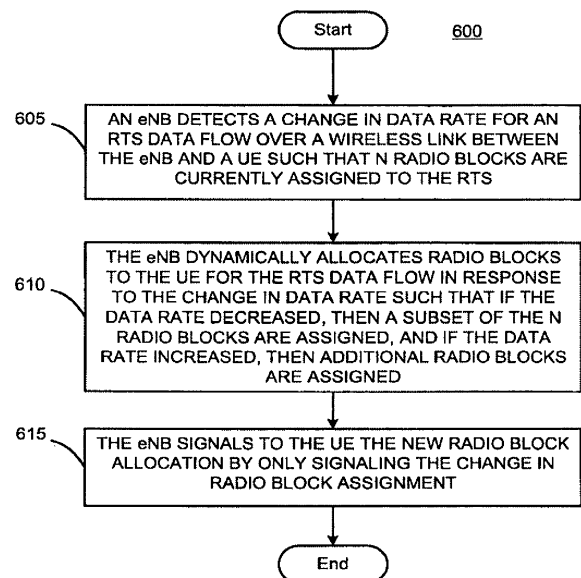 Start
600
605
AN eNB DETECTS A CHANGE IN DATA RATE FOR AN
RTS DATA FLOW OVER A WIRELESS LINK BETWEEN
THE eNB AND A UE SUCH THAT N RADIO BLOCKS ARE
CURRENTLY ASSIGNED TO THE RTS
610
THE eNB DYNAMICALLY ALLOCATES RADIO BLOCKS
TO THE UE FOR THE RTS DATA FLOW IN RESPONSE
TO THE CHANGE IN DATA RATE SUCH THAT IF THE
DATA RATE DECREASED, THEN A SUBSET OF THE N
RADIO BLOCKS ARE ASSIGNED, AND IF THE DATA
RATE INCREASED, THEN ADDITIONAL RADIO BLOCKS
ARE ASSIGNED
615
THE eNB SIGNALS TO THE UE THE NEW RADIO BLOCK
ALLOCATION BY ONLY SIGNALING THE CHANGE IN
RADIO BLOCK ASSIGNMENT
End